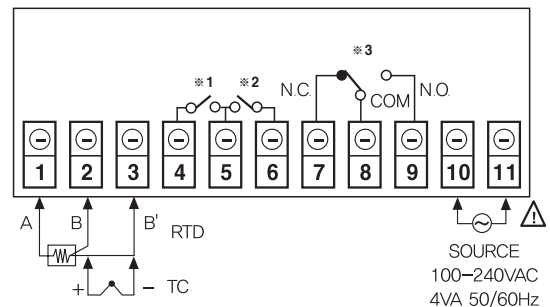 ※3
※1 ※2 N.C. COM N.O.
1 2 3 4 5 6 7 8 9 10 11
A B B' RTD
+ − TC
SOURCE
100−240VAC
4VA 50/60Hz